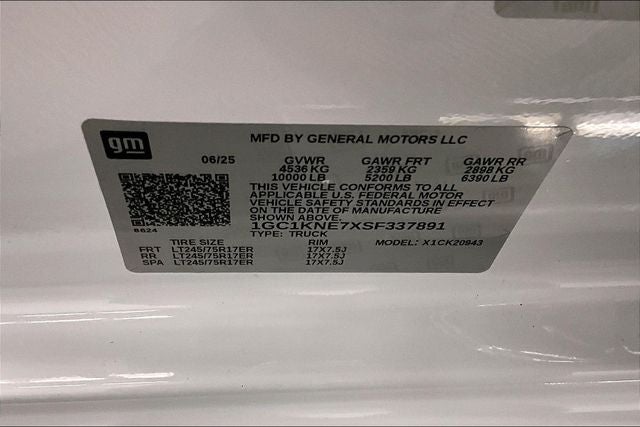 gm
MFD BY GENERAL MOTORS LLC
06/25 GVWR GAWR FRT GAWR RR
4536 KG 2359 KG 2898 KG
10000 LB 5200 LB 6390 LB
THIS VEHICLE CONFORMS TO ALL
APPLICABLE U.S. FEDERAL MOTOR
VEHICLE SAFETY STANDARDS IN EFFECT
ON THE DATE OF MANUFACTURE
SHOWN ABOVE.
6624
1GC1KNE7XSF337891
TYPE: TRUCK
TIRE SIZE RIM MODEL: X1CK20943
FRT LT245/75R17ER 17X7.5J
RR LT245/75R17ER 17X7.5J
SPA LT245/75R17ER 17X7.5J